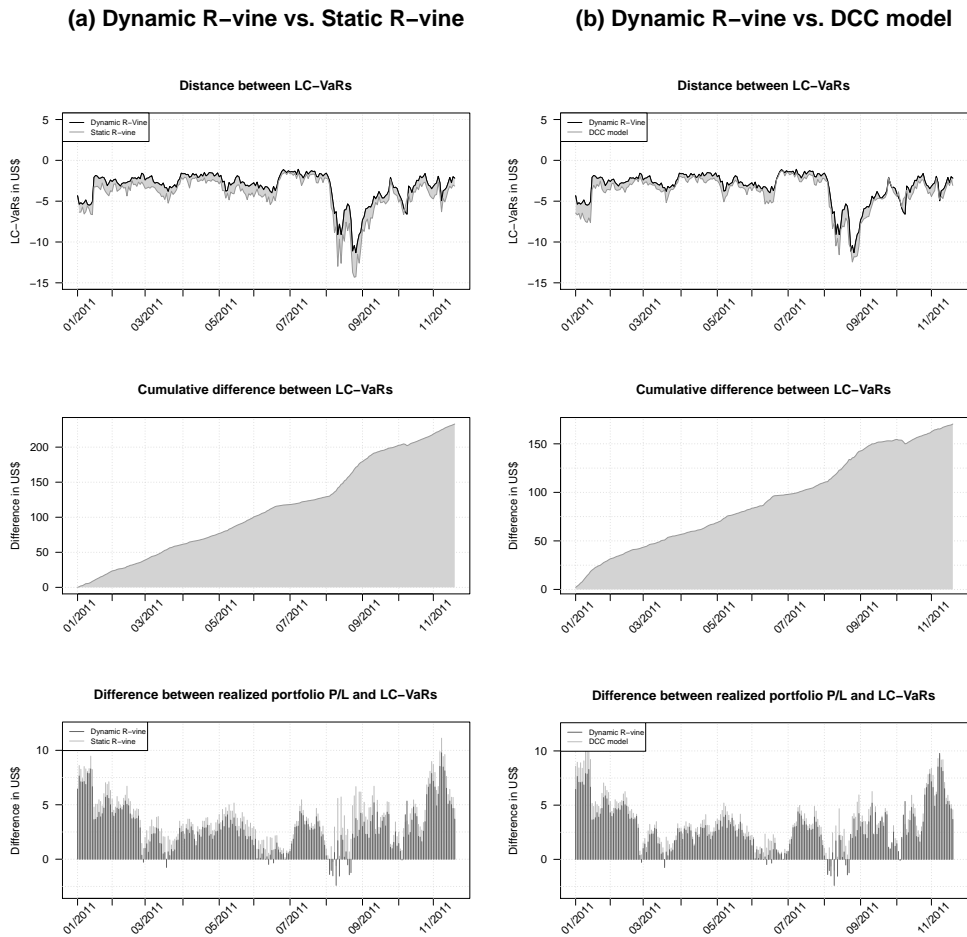 (a) Dynamic R−vine vs. Static R−vine
Distance between LC−VaRs
Dynamic R−Vine
Static R−vine
LC−VaRs in US$
5
0
−5
−10
−15
01/2011
03/2011
05/2011
07/2011
09/2011
11/2011
Cumulative difference between LC−VaRs
Difference in US$
200
150
100
50
0
01/2011
03/2011
05/2011
07/2011
09/2011
11/2011
Difference between realized portfolio P/L and LC−VaRs
Dynamic R−vine
Static R−vine
Difference in US$
10
5
0
01/2011
03/2011
05/2011
07/2011
09/2011
11/2011
(b) Dynamic R−vine vs. DCC model
Distance between LC−VaRs
Dynamic R−Vine
DCC model
LC−VaRs in US$
5
0
−5
−10
−15
01/2011
03/2011
05/2011
07/2011
09/2011
11/2011
Cumulative difference between LC−VaRs
Difference in US$
150
100
50
0
01/2011
03/2011
05/2011
07/2011
09/2011
11/2011
Difference between realized portfolio P/L and LC−VaRs
Dynamic R−vine
DCC model
Difference in US$
10
5
0
01/2011
03/2011
05/2011
07/2011
09/2011
11/2011